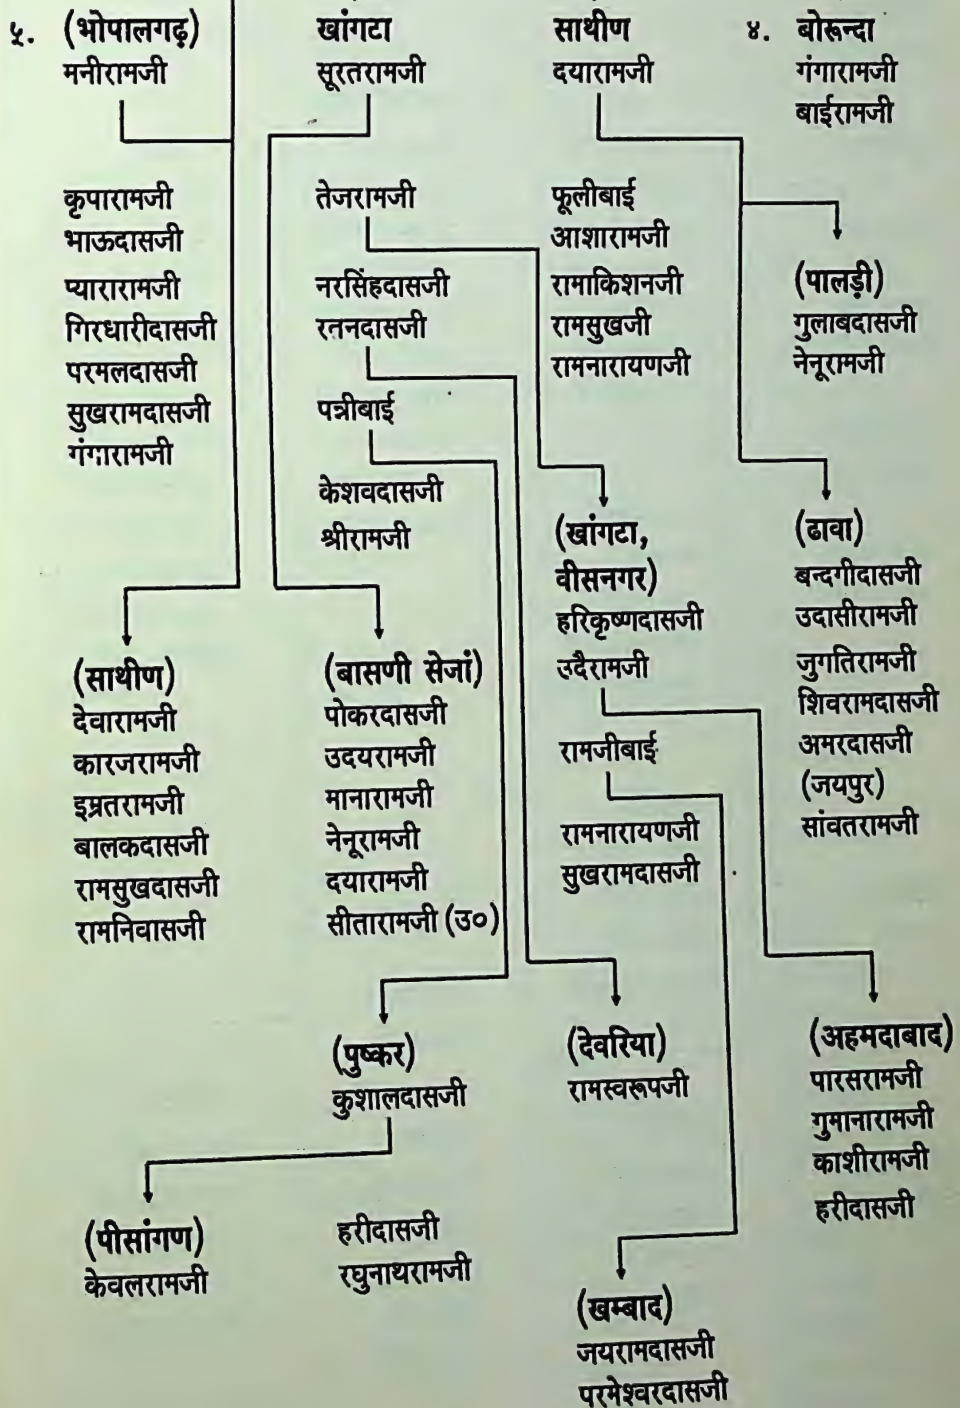 ५. (भोपालगढ़)
मनीरामजी
कृपारामजी
भाऊदासजी
प्यारारामजी
गिरधारीदासजी
परमलदासजी
सुखरामदासजी
गंगारामजी
(साथीण)
देवारामजी
कारजरामजी
इम्रतरामजी
बालकदासजी
रामसुखदासजी
रामनिवासजी
खांगटा
सूरतरामजी
तेजरामजी
नरसिंहदासजी
रतनदासजी
पन्नीबाई
केशवदासजी
श्रीरामजी
(बासणी सेजां)
पोकरदासजी
उदयरामजी
मानारामजी
नेनूरामजी
दयारामजी
सीतारामजी (उ०)
(पुष्कर)
कुशालदासजी
(पीसांगण)
केवलरामजी
हरीदासजी
रघुनाथरामजी
साथीण
दयारामजी
फूलीबाई
आशारामजी
रामाकिशनजी
रामसुखजी
रामनारायणजी
(खांगटा,
वीसनगर)
हरिकृष्णदासजी
उदैरामजी
रामजीबाई
रामनारायणजी
सुखरामदासजी
(देवरिया)
रामस्वरूपजी
(खम्बाद)
जयरामदासजी
परमेश्वरदासजी
४. बोरून्दा
गंगारामजी
बाईरामजी
(पालड़ी)
गुलाबदासजी
नेनूरामजी
(ढावा)
बन्दगीदासजी
उदासीरामजी
जुगतिरामजी
शिवरामदासजी
अमरदासजी
(जयपुर)
सांवतरामजी
(अहमदाबाद)
पारसरामजी
गुमानारामजी
काशीरामजी
हरीदासजी